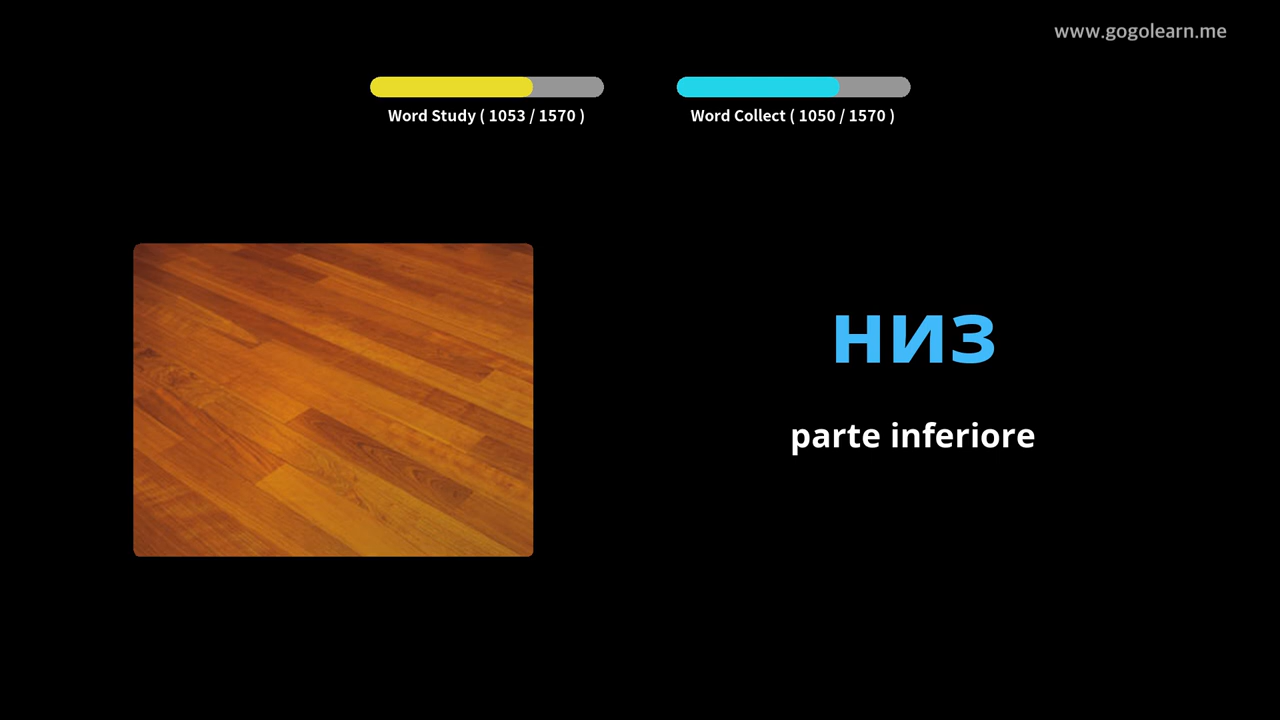 www.gogolearn.me
Word Study ( 1053 / 1570 )
Word Collect ( 1050 / 1570 )
низ
parte inferiore